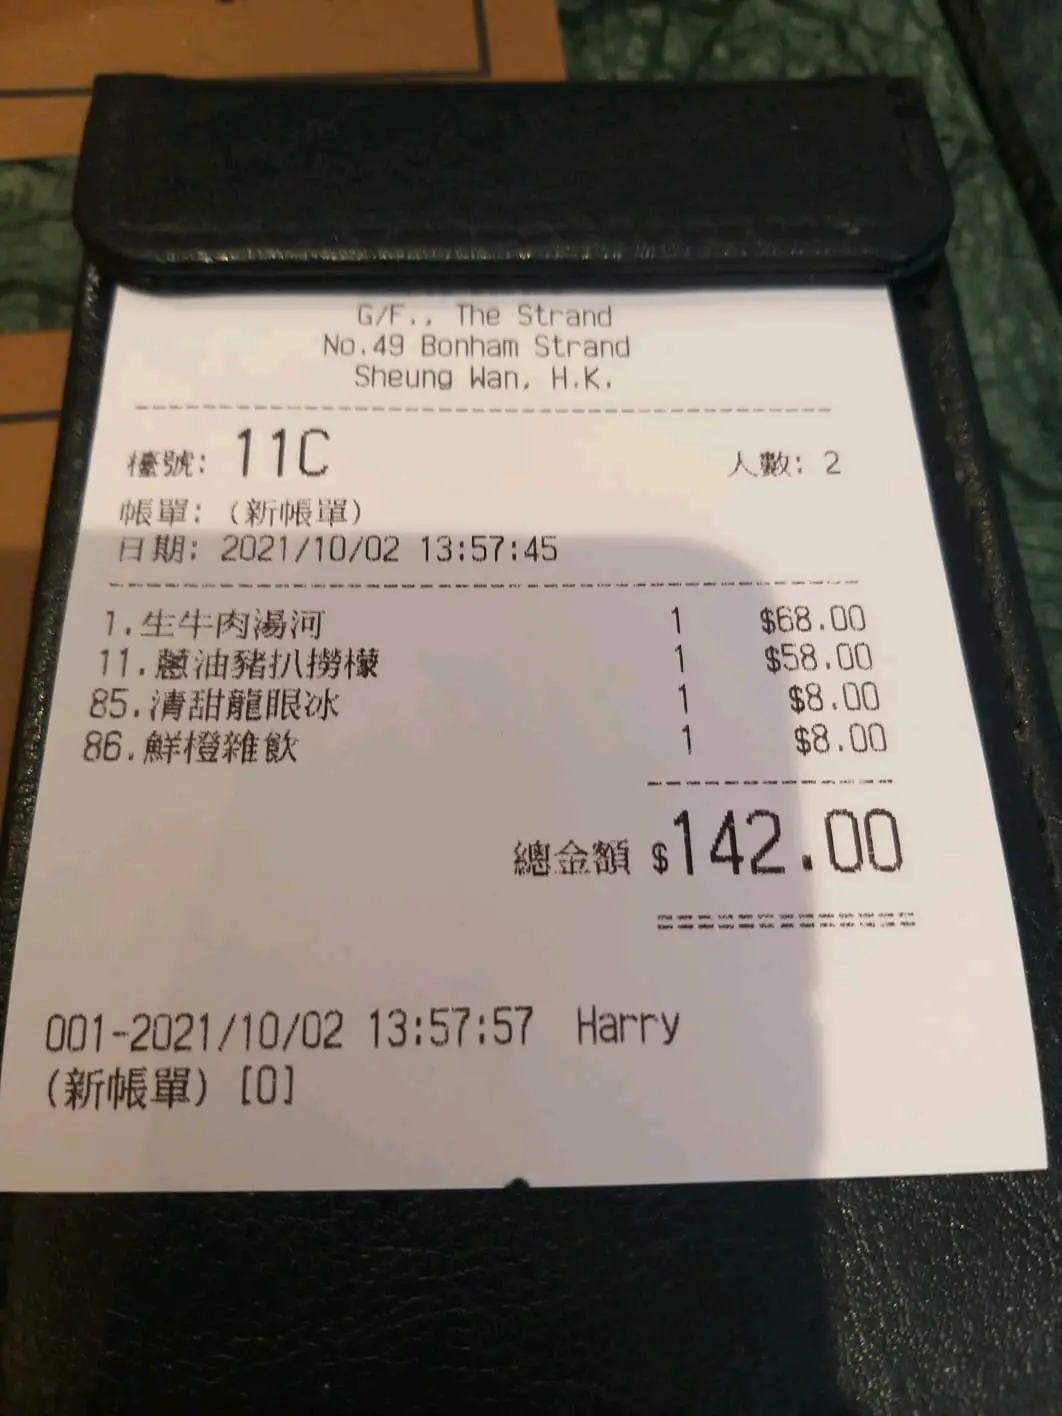 G/F., The Strand
No.49 Bonham Strand
Sheung Wan, H.K.
檯號: 11C 人數: 2
帳單: (新帳單)
日期: 2021/10/02 13:57:45
1.生牛肉湯河 1 $68.00
11.蔥油豬扒撈檬 1 $58.00
85.清甜龍眼冰 1 $8.00
86.鮮橙雜飲 1 $8.00
總金額 $142.00
001-2021/10/02 13:57:57 Harry
(新帳單) [0]